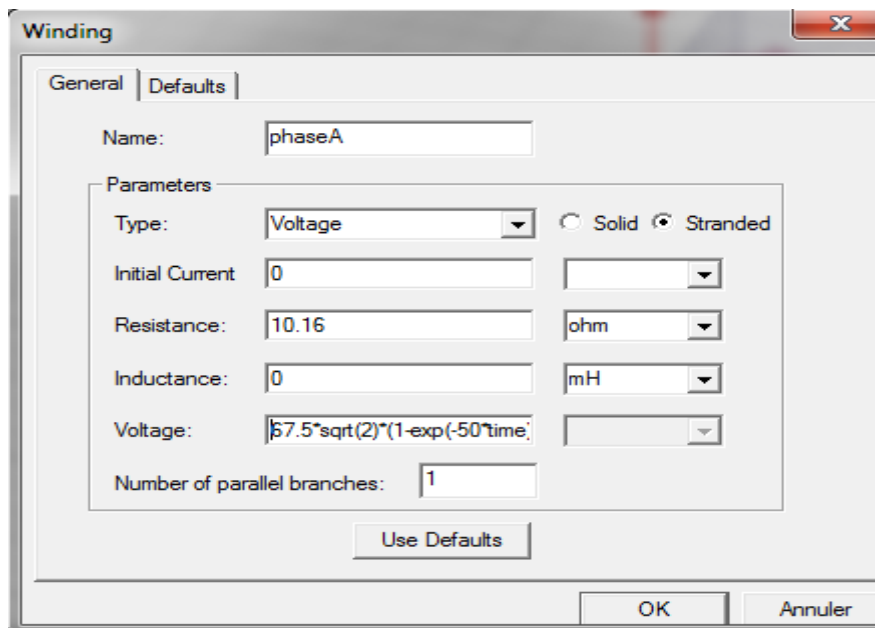 Winding
General Defaults
Name: phaseA
Parameters
Type: Voltage Solid Stranded
Initial Current 0
Resistance: 10.16 ohm
Inductance: 0 mH
Voltage: 67.5*sqrt(2)*(1-exp(-50*time)
Number of parallel branches: 1
Use Defaults
OK Annuler